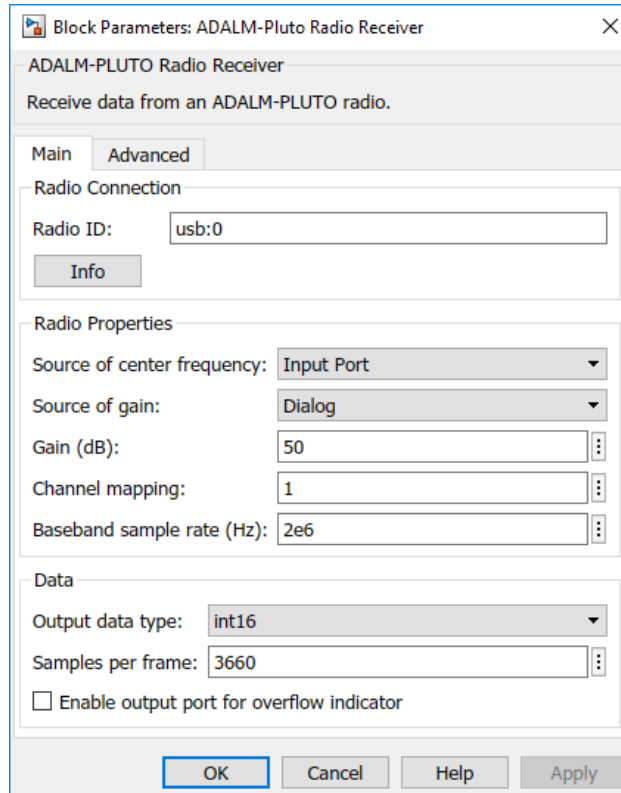 Block Parameters: ADALM-Pluto Radio Receiver
ADALM-PLUTO Radio Receiver
Receive data from an ADALM-PLUTO radio.
Main Advanced
Radio Connection
Radio ID: usb:0
Info
Radio Properties
Source of center frequency: Input Port
Source of gain: Dialog
Gain (dB): 50
Channel mapping: 1
Baseband sample rate (Hz): 2e6
Data
Output data type: int16
Samples per frame: 3660
Enable output port for overflow indicator
OK Cancel Help Apply